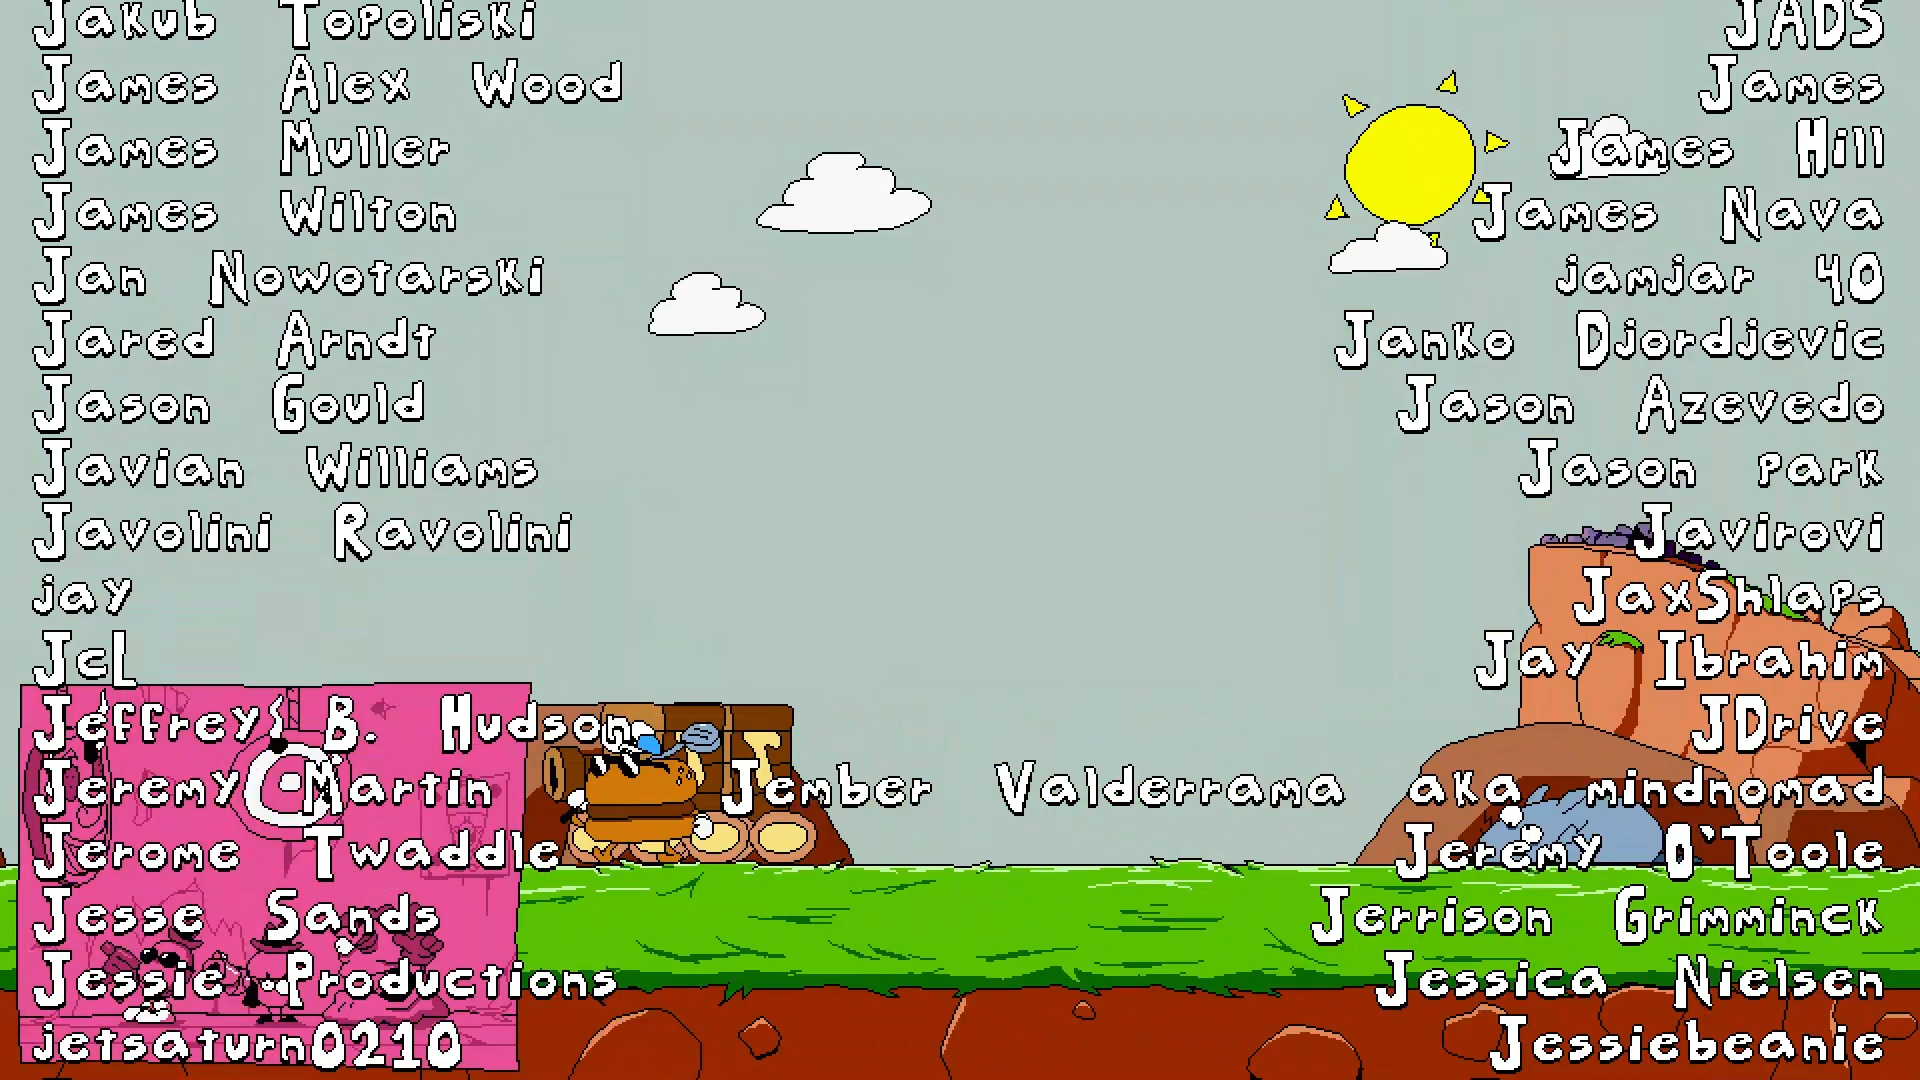 Jakub Topoliski
JADS
James Alex Wood
James
James Muller
James Hill
James Wilton
James Nava
Jan Nowotarski
jamjar 40
Jared Arndt
Janko Djordjevic
Jason Gould
Jason Azevedo
Javian Williams
Jason park
Javolini Ravolini
Javirovi
jay
JaxShlaps
JcL
Jay Ibrahim
Jeffrey B. Hudson
JDrive
Jeremy Martin
Jember Valderrama aka mindnomad
Jerome Twaddle
Jeremy O'Toole
Jesse Sands
Jerrison Grimminck
Jessie Productions
Jessica Nielsen
jetsaturn0210
Jessiebeanie